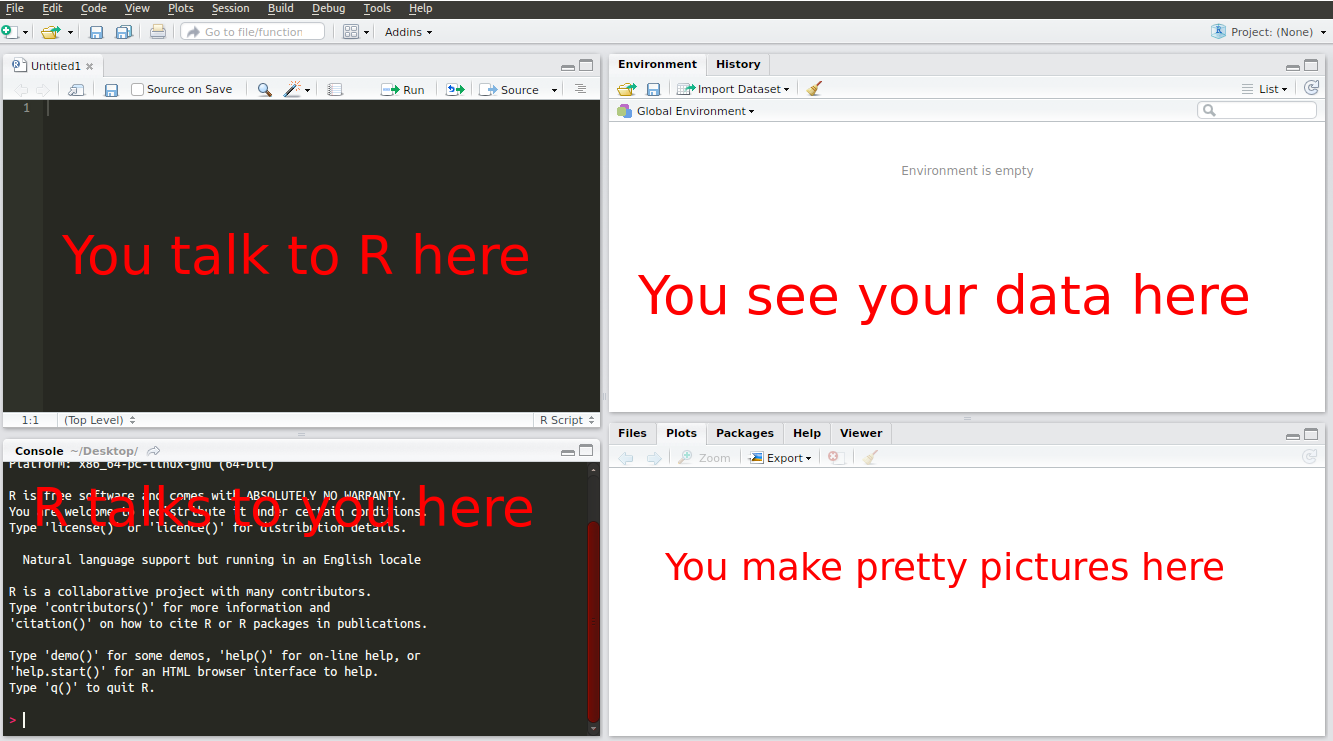 File Edit Code View Plots Session Build Debug Tools Help
Go to file/function Addins Project: (None)
Untitled1
Source on Save Run Source
1
You talk to R here
1:1 (Top Level) R Script
Console ~/Desktop/
Platform: x86_64-pc-linux-gnu (64-bit)
R is free software and comes with ABSOLUTELY NO WARRANTY.
You are welcome to redistribute it under certain conditions.
Type 'license()' or 'licence()' for distribution details.
R talks to you here
Natural language support but running in an English locale
R is a collaborative project with many contributors.
Type 'contributors()' for more information and
'citation()' on how to cite R or R packages in publications.
Type 'demo()' for some demos, 'help()' for on-line help, or
'help.start()' for an HTML browser interface to help.
Type 'q()' to quit R.
>
Environment History
Import Dataset List
Global Environment
Environment is empty
You see your data here
Files Plots Packages Help Viewer
Zoom Export
You make pretty pictures here